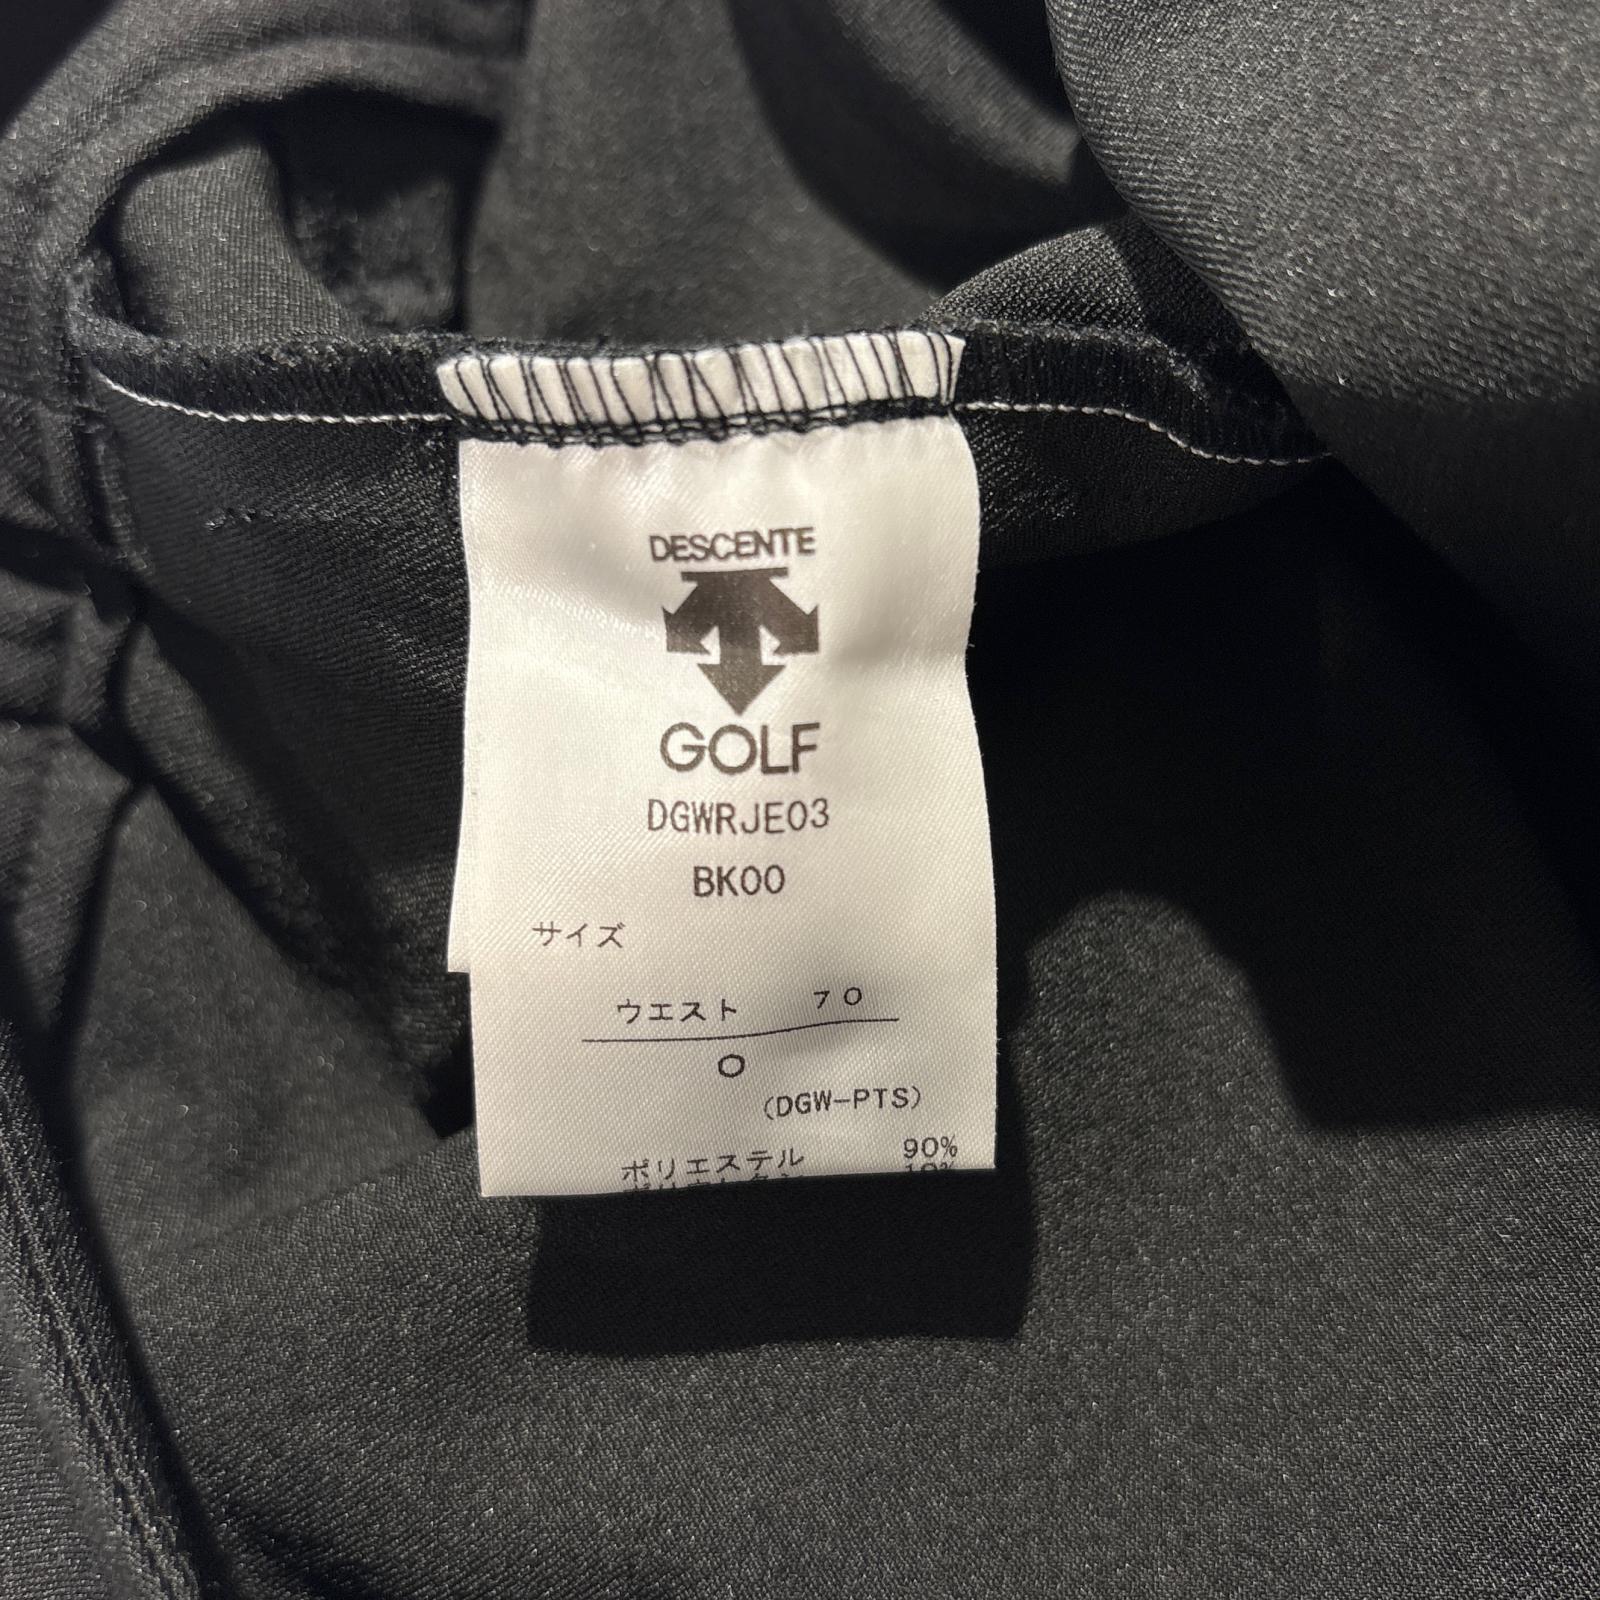 DESCENTE
GOLF
DGWRJE03
BK00
サイズ
ウエスト 70
O
(DGW-PTS)
ポリエステル 90%
10%